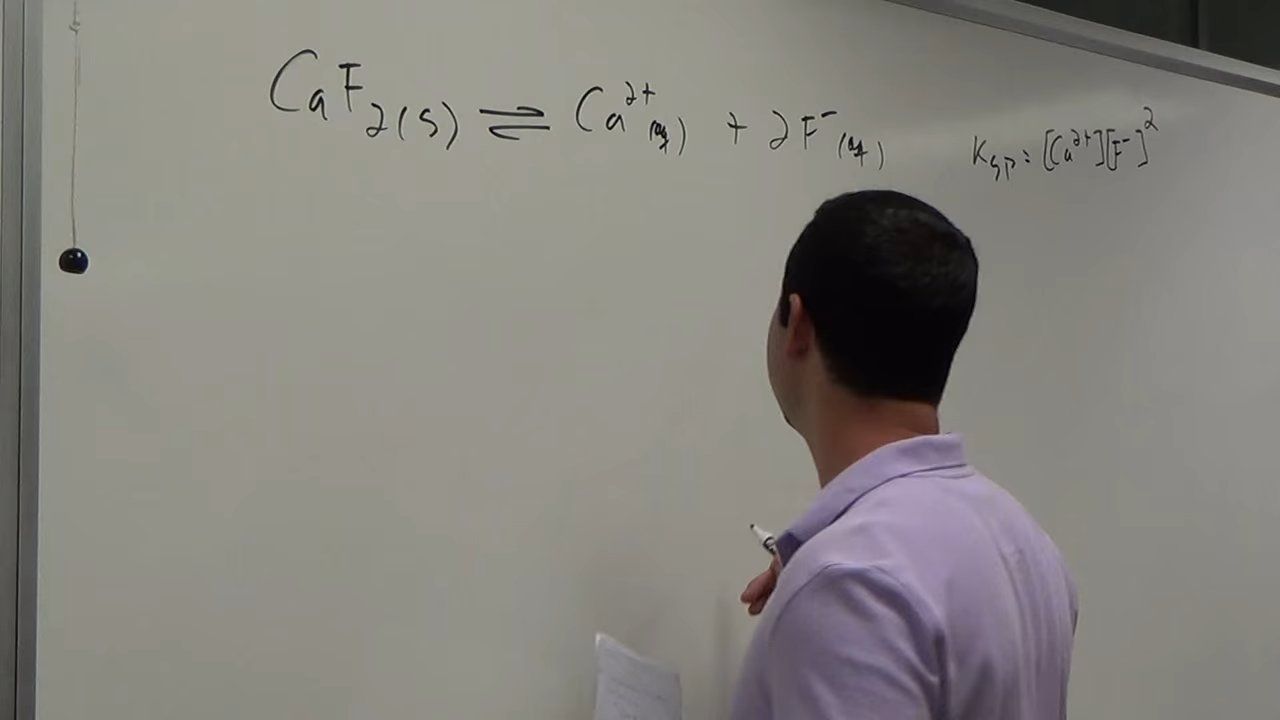 CaF₂(s) ⇌ Ca²⁺(aq) + 2F⁻(aq) Ksp = [Ca²⁺][F⁻]²